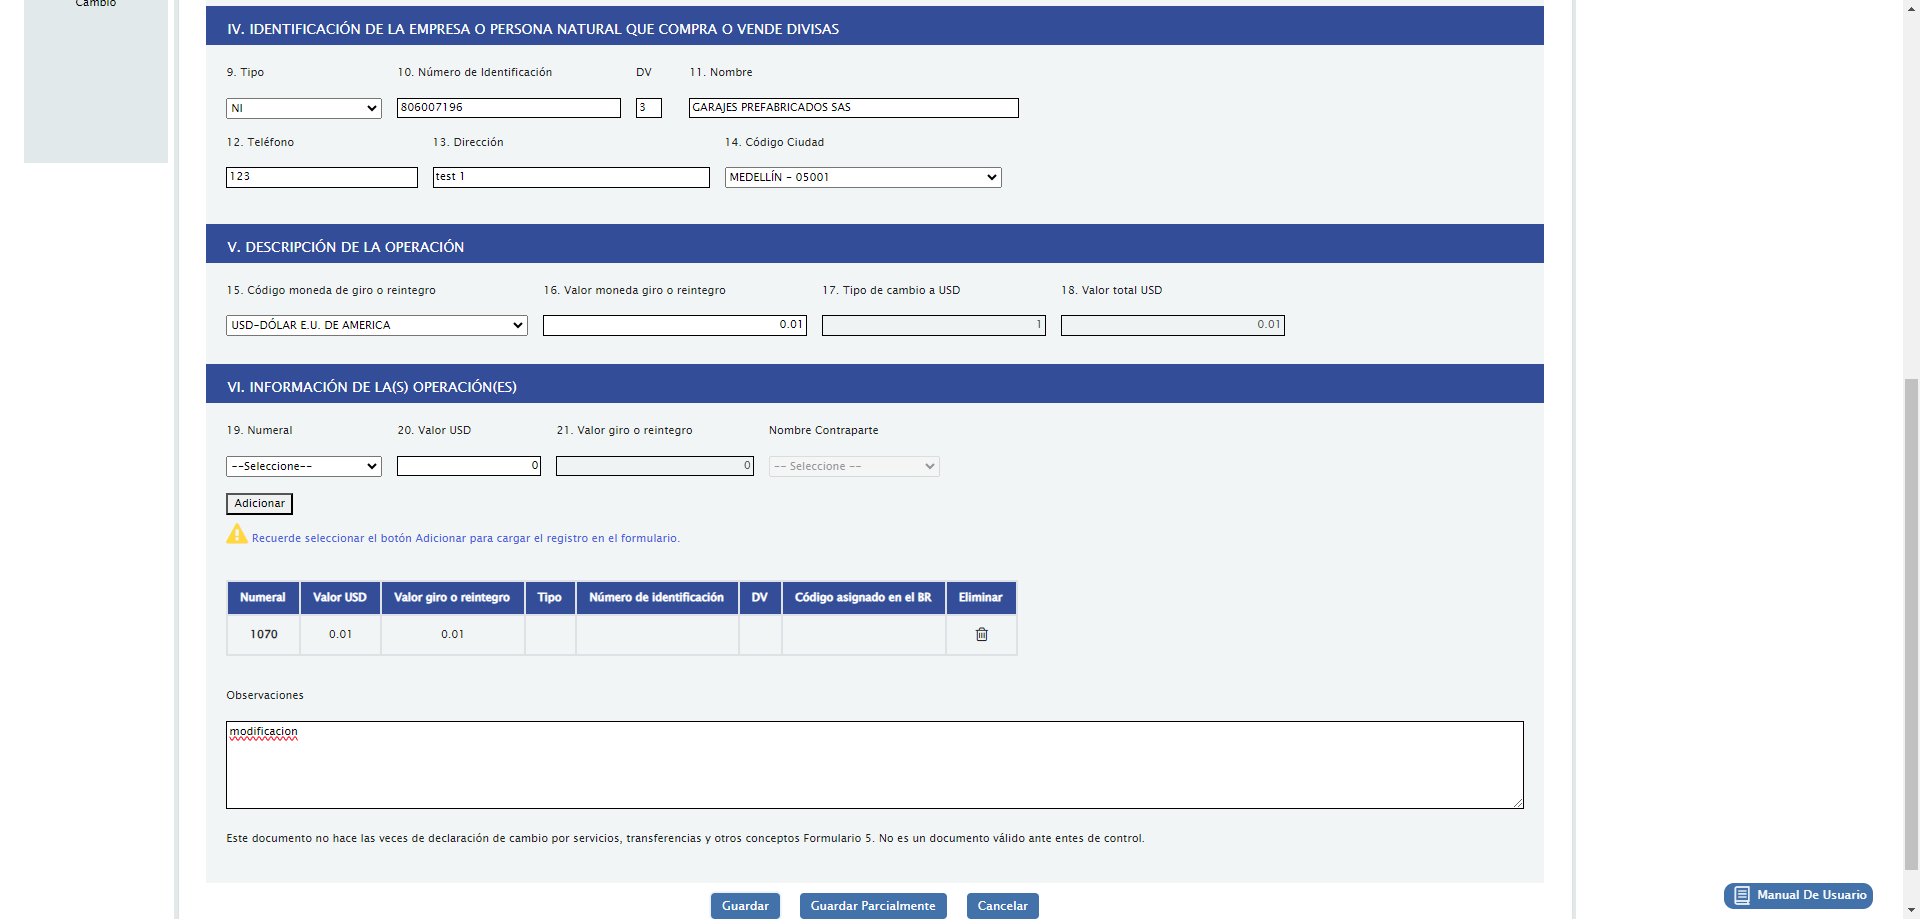 Cambio
IV. IDENTIFICACIÓN DE LA EMPRESA O PERSONA NATURAL QUE COMPRA O VENDE DIVISAS
9. Tipo 10. Número de Identificación DV 11. Nombre
NI 806007196 3 GARAJES PREFABRICADOS SAS
12. Teléfono 13. Dirección 14. Código Ciudad
123 test 1 MEDELLÍN - 05001
V. DESCRIPCIÓN DE LA OPERACIÓN
15. Código moneda de giro o reintegro 16. Valor moneda giro o reintegro 17. Tipo de cambio a USD 18. Valor total USD
USD-DÓLAR E.U. DE AMERICA 0.01 1 0.01
VI. INFORMACIÓN DE LA(S) OPERACIÓN(ES)
19. Numeral 20. Valor USD 21. Valor giro o reintegro Nombre Contraparte
--Seleccione-- 0 0 -- Seleccione --
Adicionar
Recuerde seleccionar el botón Adicionar para cargar el registro en el formulario.
Numeral Valor USD Valor giro o reintegro Tipo Número de identificación DV Código asignado en el BR Eliminar
1070 0.01 0.01
Observaciones
modificacion
Este documento no hace las veces de declaración de cambio por servicios, transferencias y otros conceptos Formulario 5. No es un documento válido ante entes de control.
Guardar Guardar Parcialmente Cancelar
Manual De Usuario